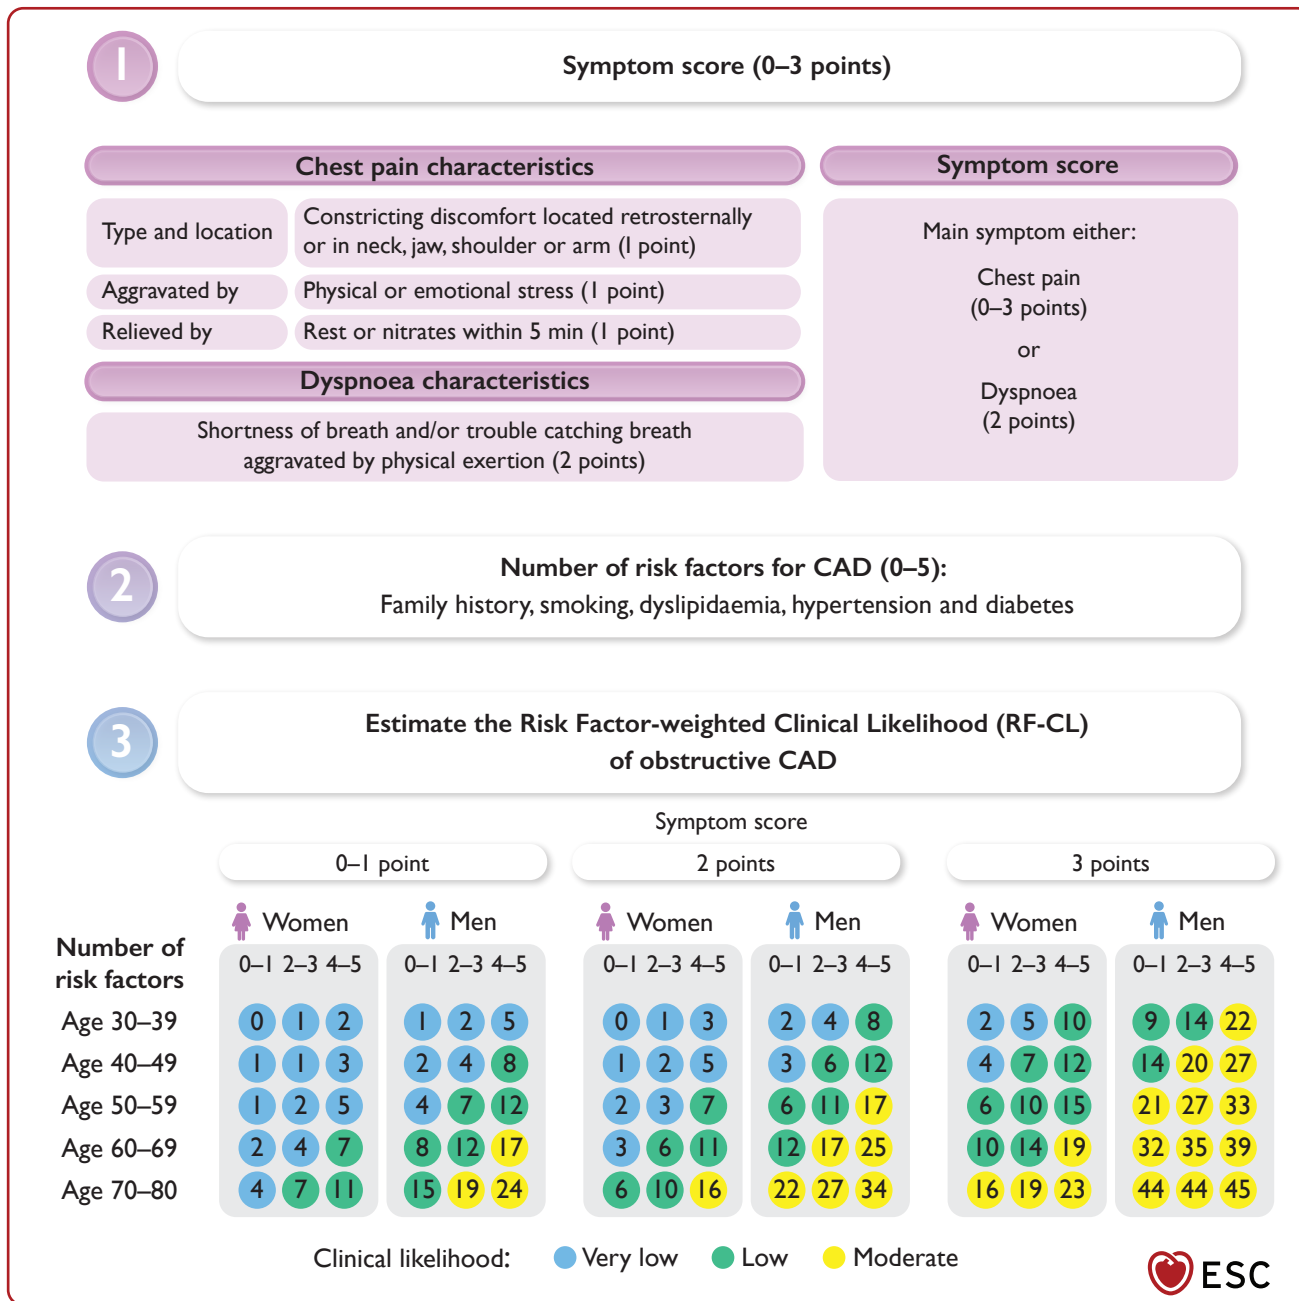 1
Symptom score (0–3 points)
Chest pain characteristics
Type and location
Constricting discomfort located retrosternally
or in neck, jaw, shoulder or arm (1 point)
Aggravated by
Physical or emotional stress (1 point)
Relieved by
Rest or nitrates within 5 min (1 point)
Dyspnoea characteristics
Shortness of breath and/or trouble catching breath
aggravated by physical exertion (2 points)
Symptom score
Main symptom either:
Chest pain
(0–3 points)
or
Dyspnoea
(2 points)
2
Number of risk factors for CAD (0–5):
Family history, smoking, dyslipidaemia, hypertension and diabetes
3
Estimate the Risk Factor-weighted Clinical Likelihood (RF-CL)
of obstructive CAD
Symptom score
0–1 point 2 points 3 points
Women Men Women Men Women Men
Number of
risk factors
0–1 2–3 4–5 0–1 2–3 4–5 0–1 2–3 4–5 0–1 2–3 4–5 0–1 2–3 4–5 0–1 2–3 4–5
Age 30–39 0 1 2 1 2 5 0 1 3 2 4 8 2 5 10 9 14 22
Age 40–49 1 1 3 2 4 8 1 2 5 3 6 12 4 7 12 14 20 27
Age 50–59 1 2 5 4 7 12 2 3 7 6 11 17 6 10 15 21 27 33
Age 60–69 2 4 7 8 12 17 3 6 11 12 17 25 10 14 19 32 35 39
Age 70–80 4 7 11 15 19 24 6 10 16 22 27 34 16 19 23 44 44 45
Clinical likelihood: Very low Low Moderate
ESC